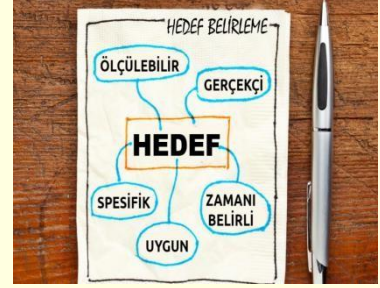 HEDEF BELİRLEME
ÖLÇÜLEBİLİR
GERÇEKÇİ
HEDEF
SPESİFİK
ZAMANI
BELİRLİ
UYGUN